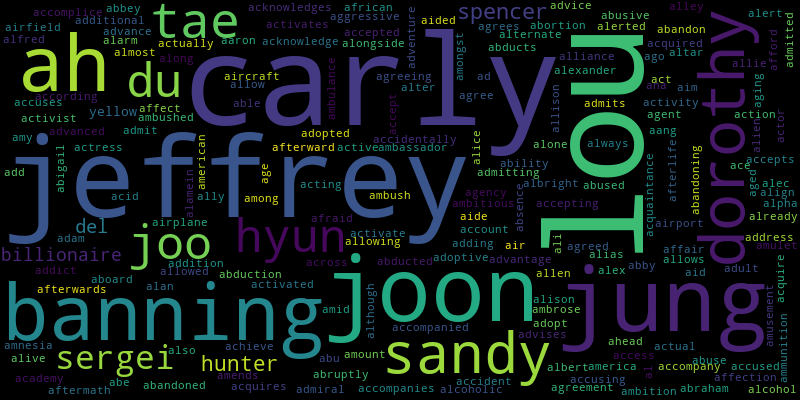 accomplice abbey acknowledges african aggressive aided abusive advice alley
airfield additional advance activates accepted agrees abortion alerted abandon alert
alfred alarm tae aaron acknowledge alongside spencer alternate admitted
almost actually adventure amongst abducts acquired allie afford
ah along aircraft carly agreeing ad alliance ago altar
accuses according du allow ambulance alter agree alexander act ana aim aging
activist yellow affect able accept allison admits activity alien actor
ambushed accidentally mol agent dorothy action
amy advanced admit adopted alice alone aang always
actress jeffrey afterward active ambassador ability acquaintance afterlife ace accepts
add abigail alamein american age acting admitting albright abused abandoning aged alec
acid ally among ambush agency absence align
del airplane afraid ambitious accepting airport alpha
adam joo hyun activate aide account ali agreed already
billionaire allowing adding air alias affair address amulet
addict addition across abducted adoptive advantage allows
aboard abduction allen alex abby aid adult acquire
afterwards alan allowed activated joon alison jung amusement
banning amid although ambrose ammunition
amnesia also achieve accompanied adopt advises ahead actual
alive sergei hunter abu amount sandy access abuse accused
academy abe abruptly albert america al accompany affection
aftermath abandoned amends acquires admiral accompanies alcoholic accident accusing agreement ambition abraham alcohol